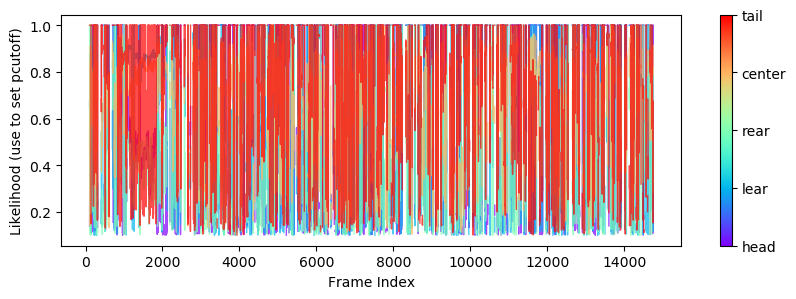 Likelihood (use to set pcutoff)
1.0
0.8
0.6
0.4
0.2
0
2000
4000
6000
8000
10000
12000
14000
Frame Index
tail
center
rear
lear
head